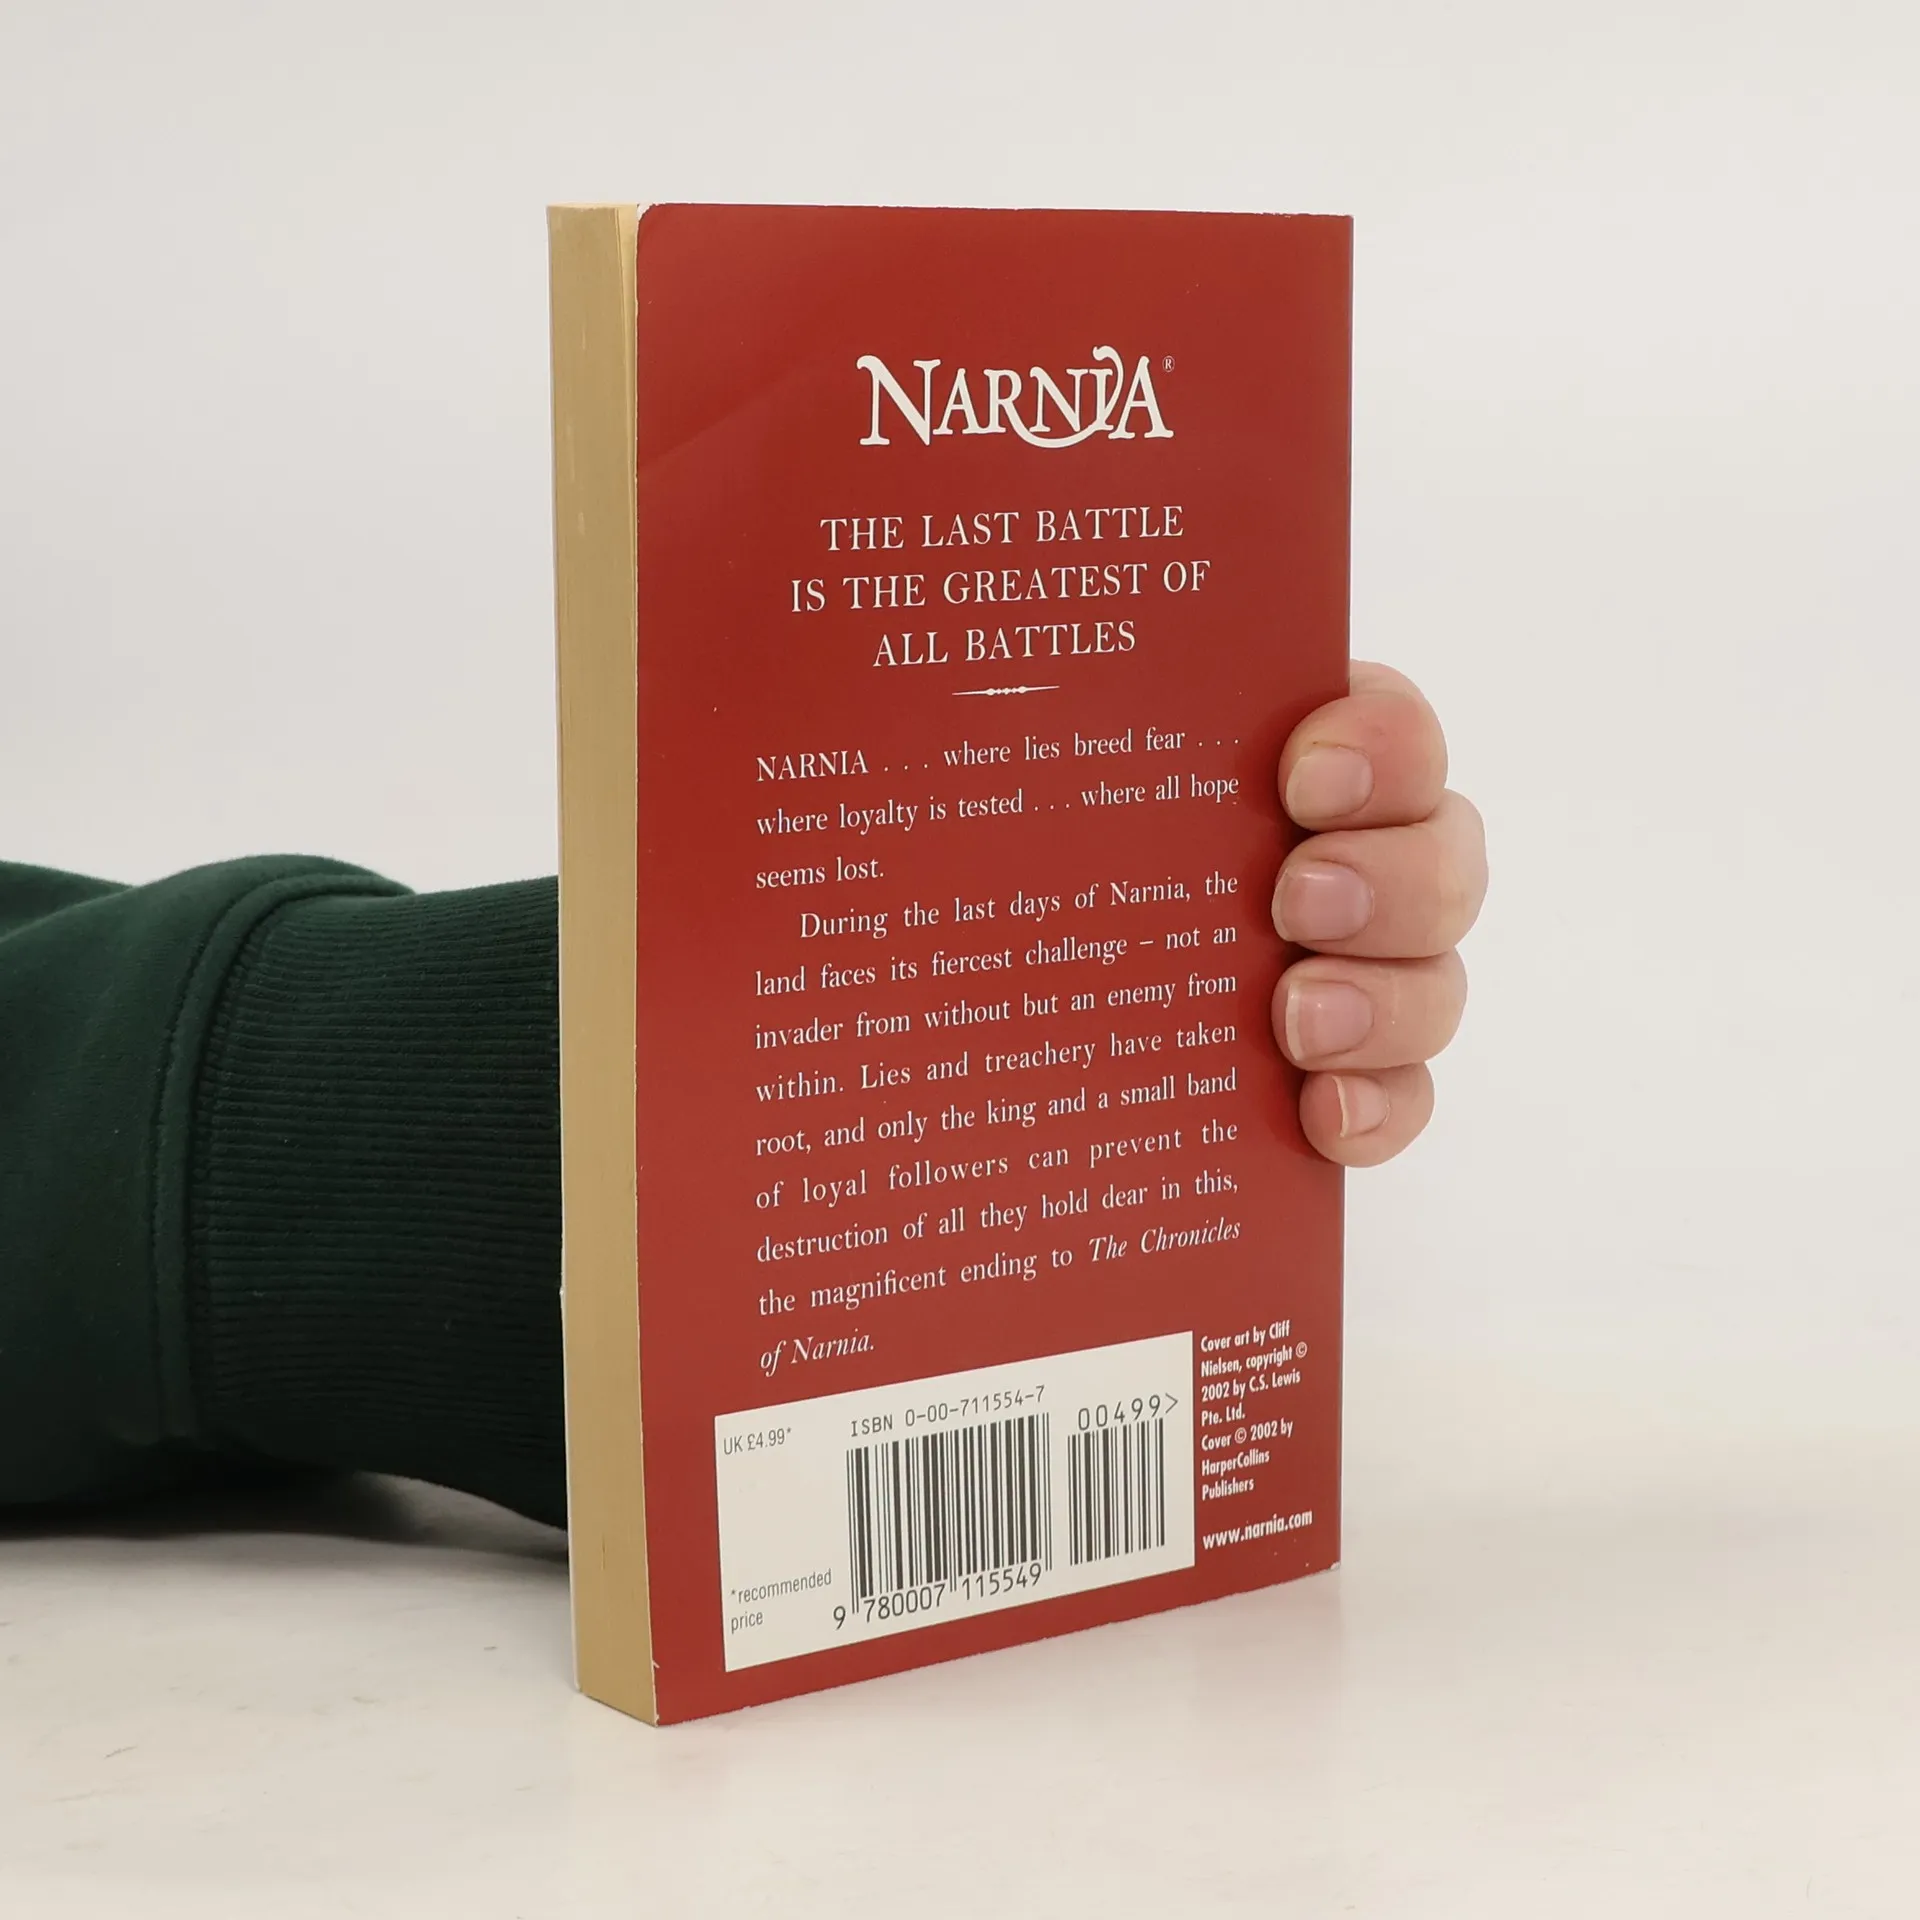 NARNIA®
THE LAST BATTLE
IS THE GREATEST OF
ALL BATTLES
NARNIA . . . where lies breed fear . . .
where loyalty is tested . . . where all hope
seems lost.
During the last days of Narnia, the
land faces its fiercest challenge – not an
invader from without but an enemy from
within. Lies and treachery have taken
root, and only the king and a small band
of loyal followers can prevent the
destruction of all they hold dear in this,
the magnificent ending to The Chronicles
of Narnia.
UK £4.99*
*recommended
price
ISBN 0-00-711554-7
00499>
9 780007 115549
Cover art by Cliff
Nielsen, copyright ©
2002 by C.S. Lewis
Pte. Ltd.
Cover © 2002 by
HarperCollins
Publishers
www.narnia.com